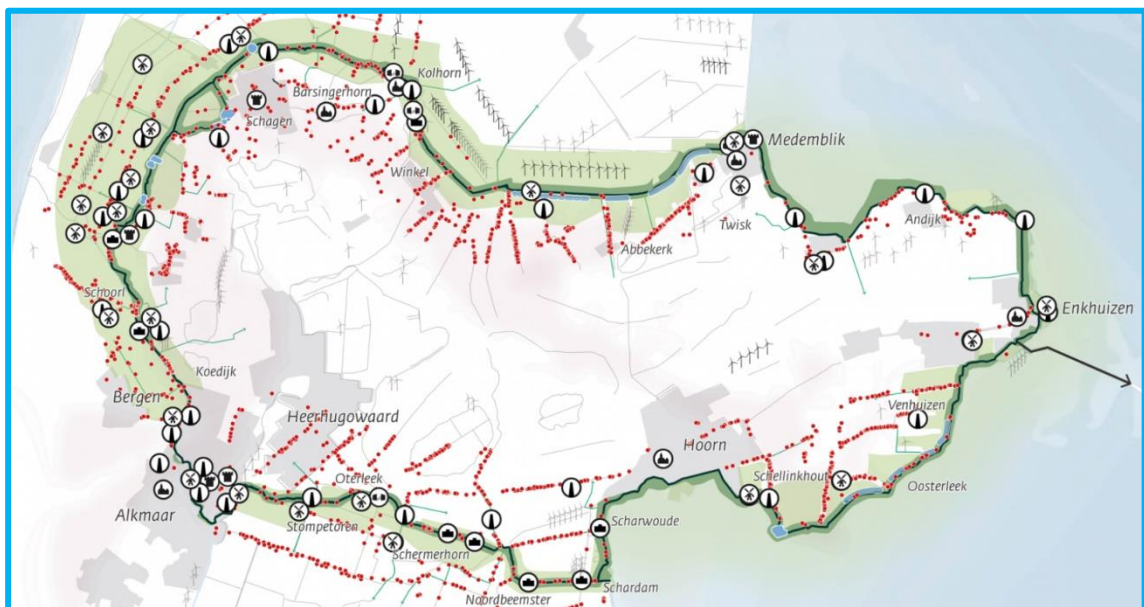 Kolhorn
Barsingerhorn
Schagen
Medemblik
Winkel
Andijk
Twisk
Abbekerk
Schoorl
Enkhuizen
Koedijk
Bergen
Venhuizen
Heerhugowaard
Hoorn
Schellinkhout
Oterleek
Oosterleek
Alkmaar
Stompetoren
Scharwoude
Schermerhorn
Schardam
Noordbeemster